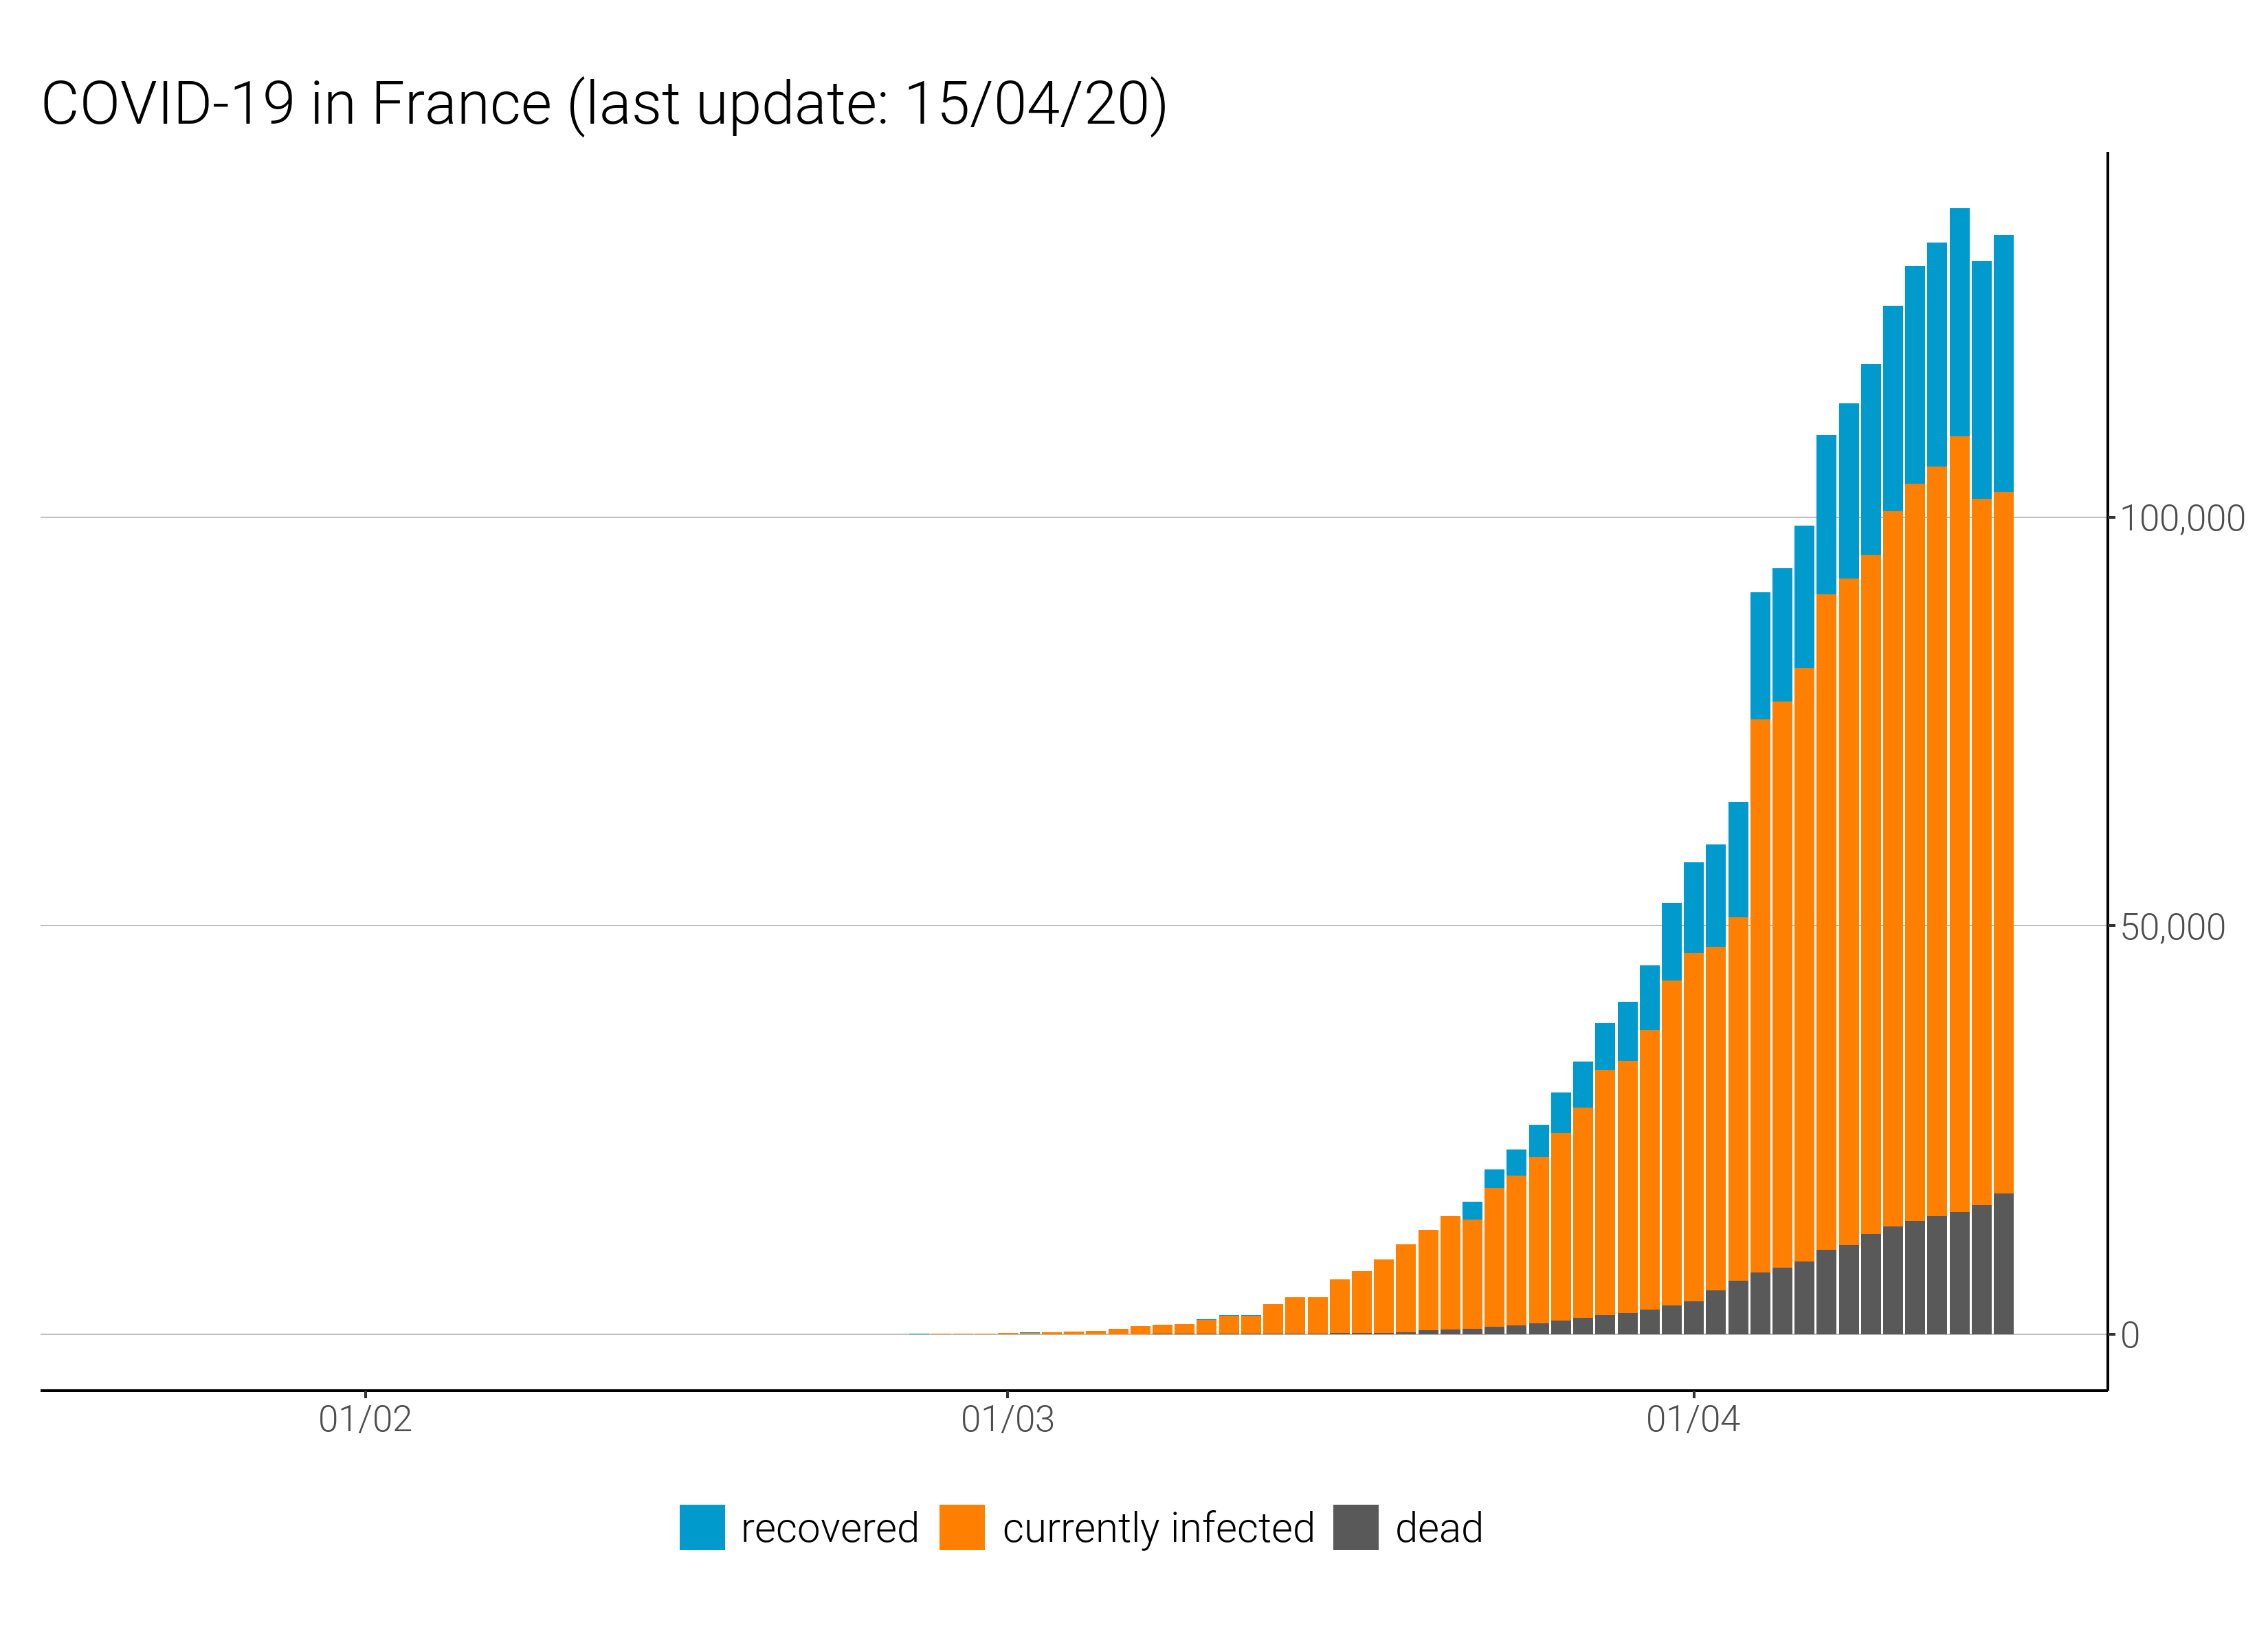 COVID-19 in France (last update: 15/04/20)
100,000
50,000
0
01/02 01/03 01/04
recovered currently infected dead